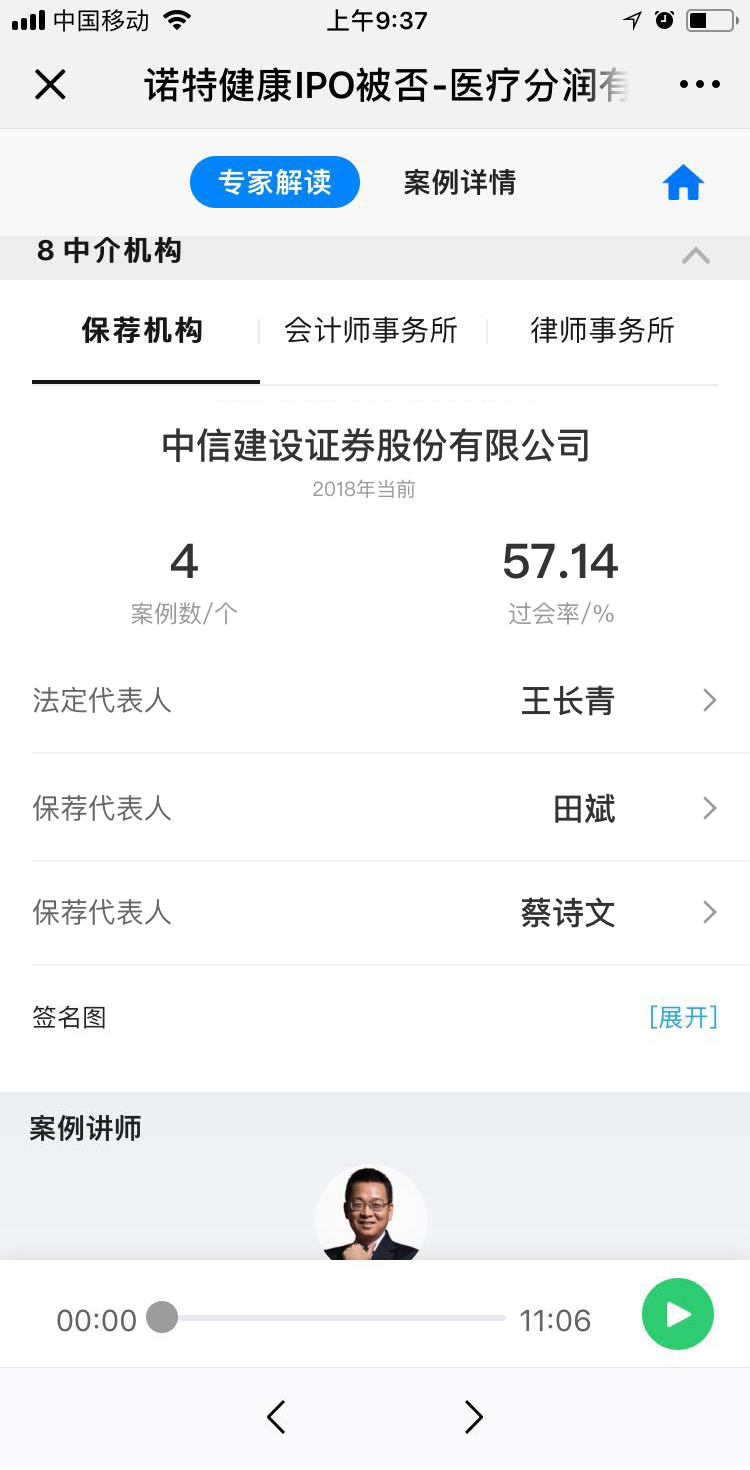 中国移动 上午9:37
诺特健康IPO被否-医疗分润有
专家解读 案例详情
8 中介机构
保荐机构 会计师事务所 律师事务所
中信建设证券股份有限公司
2018年当前
4 57.14
案例数/个 过会率/%
法定代表人 王长青
保荐代表人 田斌
保荐代表人 蔡诗文
签名图 [展开]
案例讲师
00:00 11:06